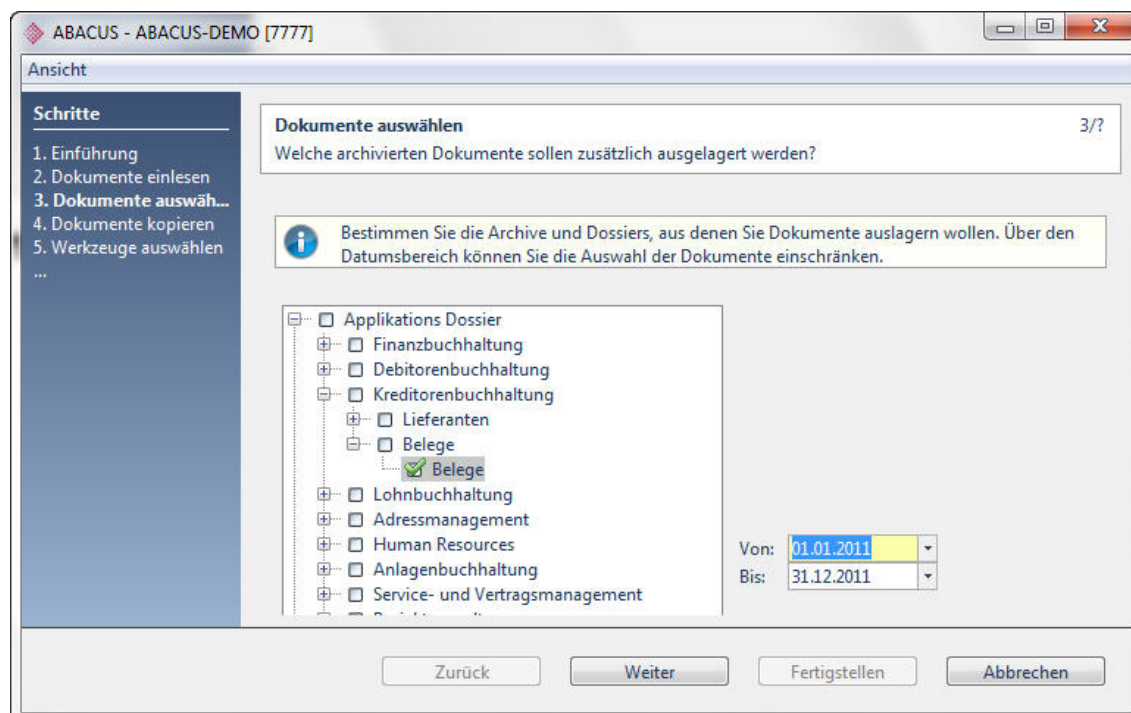 ABACUS - ABACUS-DEMO [7777]
Ansicht
Schritte
1. Einführung
2. Dokumente einlesen
3. Dokumente auswäh...
4. Dokumente kopieren
5. Werkzeuge auswählen
...
Dokumente auswählen 3/?
Welche archivierten Dokumente sollen zusätzlich ausgelagert werden?
Bestimmen Sie die Archive und Dossiers, aus denen Sie Dokumente auslagern wollen. Über den
Datumsbereich können Sie die Auswahl der Dokumente einschränken.
Applikations Dossier
Finanzbuchhaltung
Debitorenbuchhaltung
Kreditorenbuchhaltung
Lieferanten
Belege
Belege
Lohnbuchhaltung
Adressmanagement
Human Resources
Anlagenbuchhaltung
Service- und Vertragsmanagement
Von: 01.01.2011
Bis: 31.12.2011
Zurück Weiter Fertigstellen Abbrechen